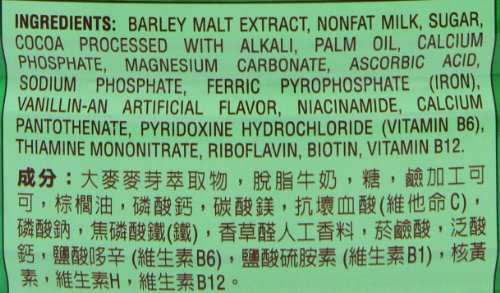 INGREDIENTS: BARLEY MALT EXTRACT, NONFAT MILK, SUGAR,
COCOA PROCESSED WITH ALKALI, PALM OIL, CALCIUM
PHOSPHATE, MAGNESIUM CARBONATE, ASCORBIC ACID,
SODIUM PHOSPHATE, FERRIC PYROPHOSPHATE (IRON),
VANILLIN-AN ARTIFICIAL FLAVOR, NIACINAMIDE, CALCIUM
PANTOTHENATE, PYRIDOXINE HYDROCHLORIDE (VITAMIN B6),
THIAMINE MONONITRATE, RIBOFLAVIN, BIOTIN, VITAMIN B12.
成分：大麥麥芽萃取物，脫脂牛奶，糖，鹼加工可
可，棕櫚油，磷酸鈣，碳酸鎂，抗壞血酸(維他命C)，
磷酸鈉，焦磷酸鐵(鐵)，香草醛人工香料，菸鹼酸，泛酸
鈣，鹽酸哆辛 (維生素B6)，鹽酸硫胺素 (維生素B1)，核黃
素，維生素H，維生素B12。